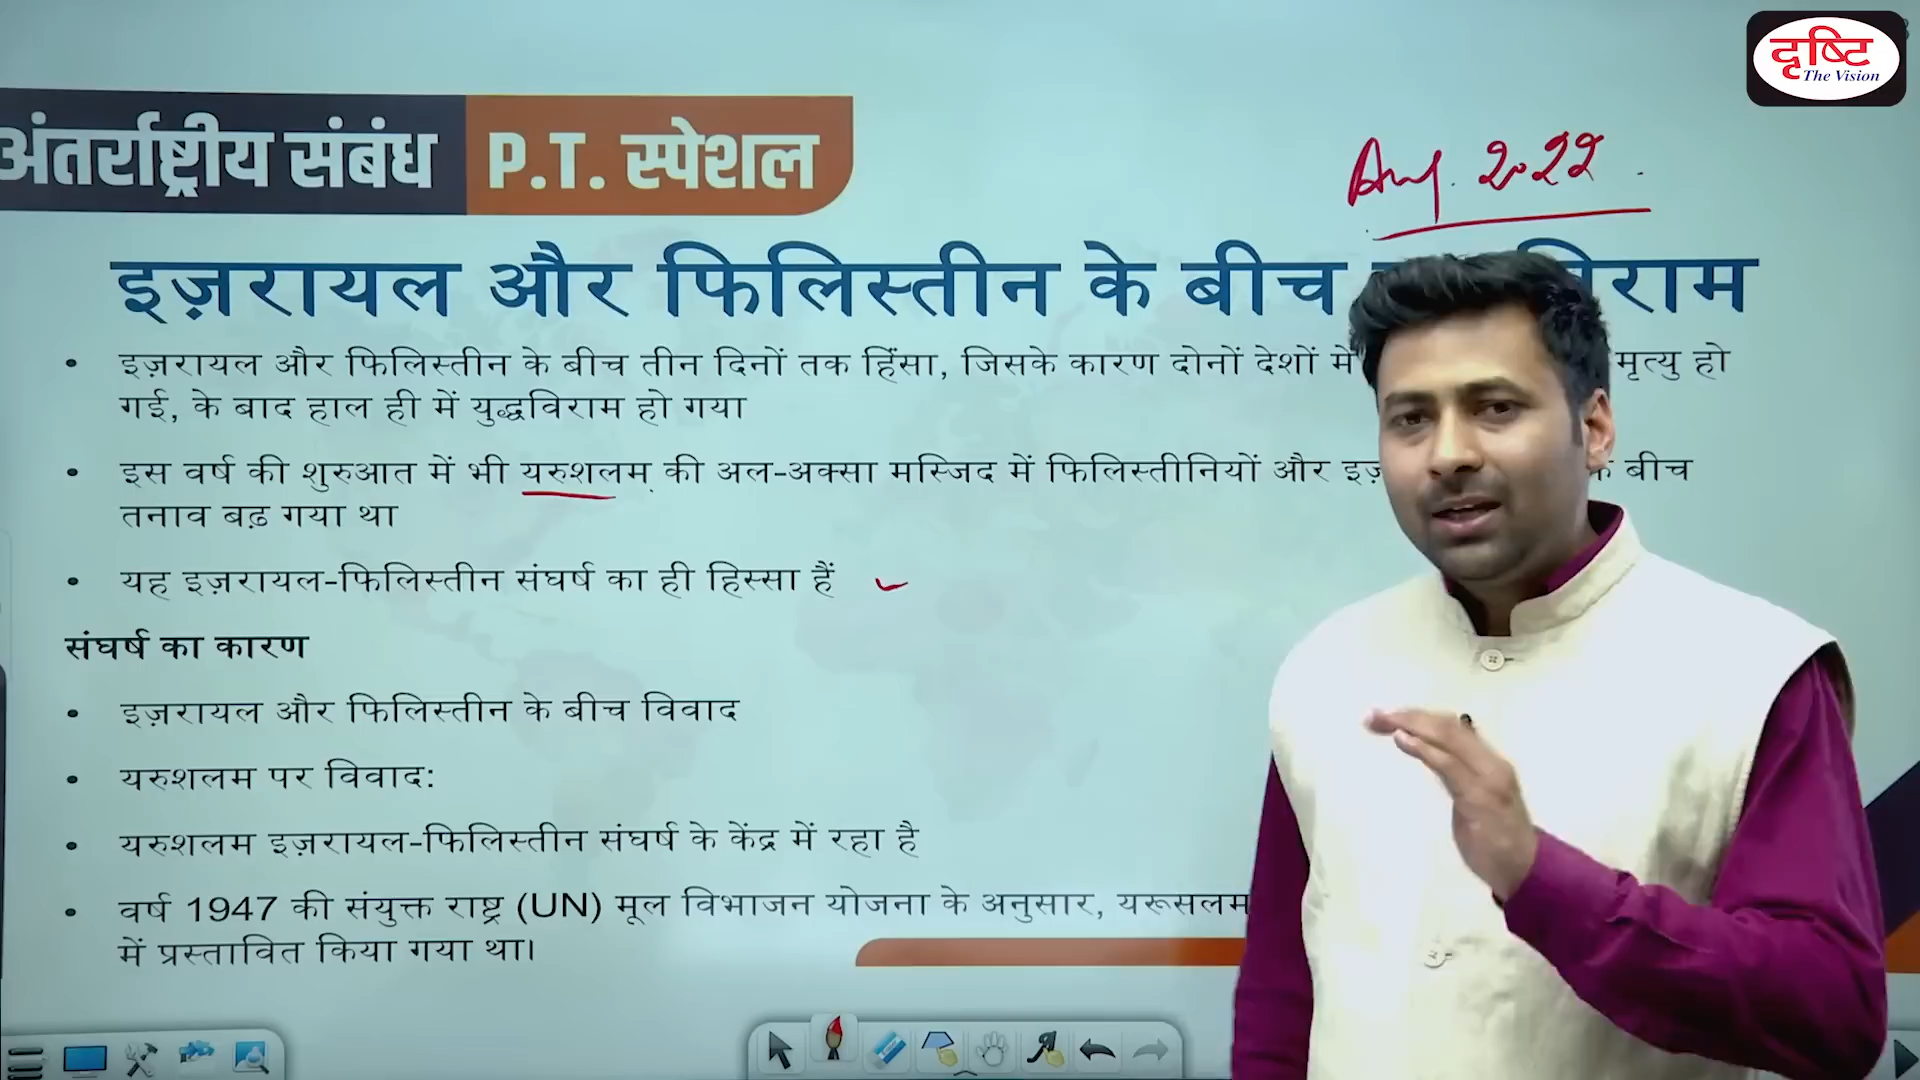 दृष्टि
The Vision
अंतर्राष्ट्रीय संबंध P.T. स्पेशल
Aug. 2022
इज़रायल और फिलिस्तीन के बीच
इज़रायल और फिलिस्तीन के बीच तीन दिनों तक हिंसा, जिसके कारण दोनों देशों में मृत्यु हो
गई, के बाद हाल ही में युद्धविराम हो गया
इस वर्ष की शुरुआत में भी यरुशलम की अल-अक्सा मस्जिद में फिलिस्तीनियों और बीच
तनाव बढ़ गया था
यह इज़रायल-फिलिस्तीन संघर्ष का ही हिस्सा हैं
संघर्ष का कारण
इज़रायल और फिलिस्तीन के बीच विवाद
यरुशलम पर विवाद:
यरुशलम इज़रायल-फिलिस्तीन संघर्ष के केंद्र में रहा है
वर्ष 1947 की संयुक्त राष्ट्र (UN) मूल विभाजन योजना के अनुसार, यरूसलम
में प्रस्तावित किया गया था।